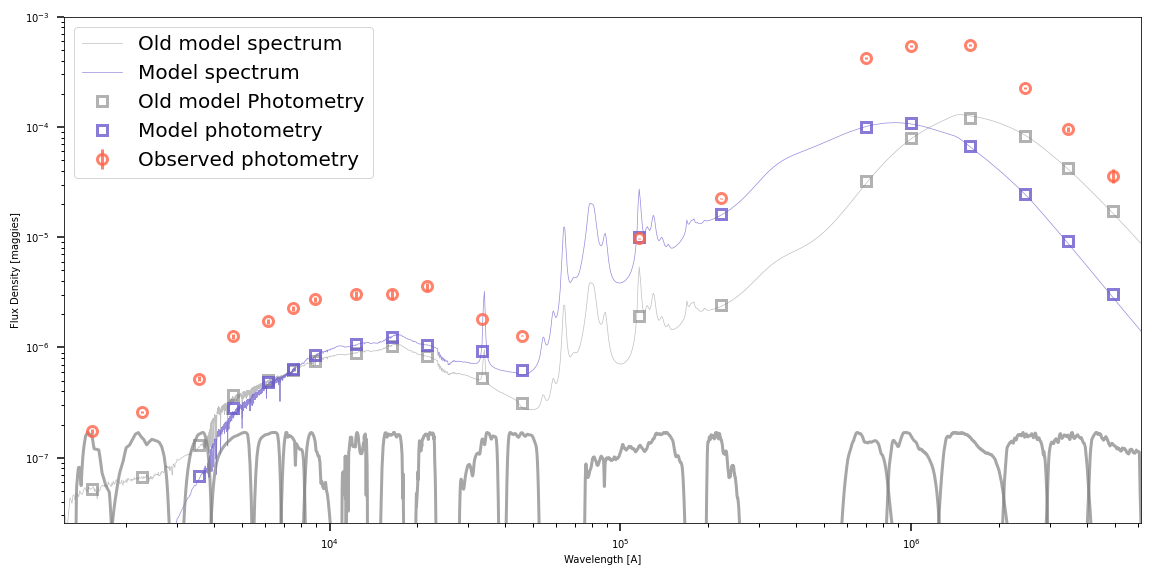 10⁻³
10⁻⁴
10⁻⁵
10⁻⁶
10⁻⁷
Flux Density [maggies]
Old model spectrum
Model spectrum
Old model Photometry
Model photometry
Observed photometry
10⁴
10⁵
10⁶
Wavelength [A]